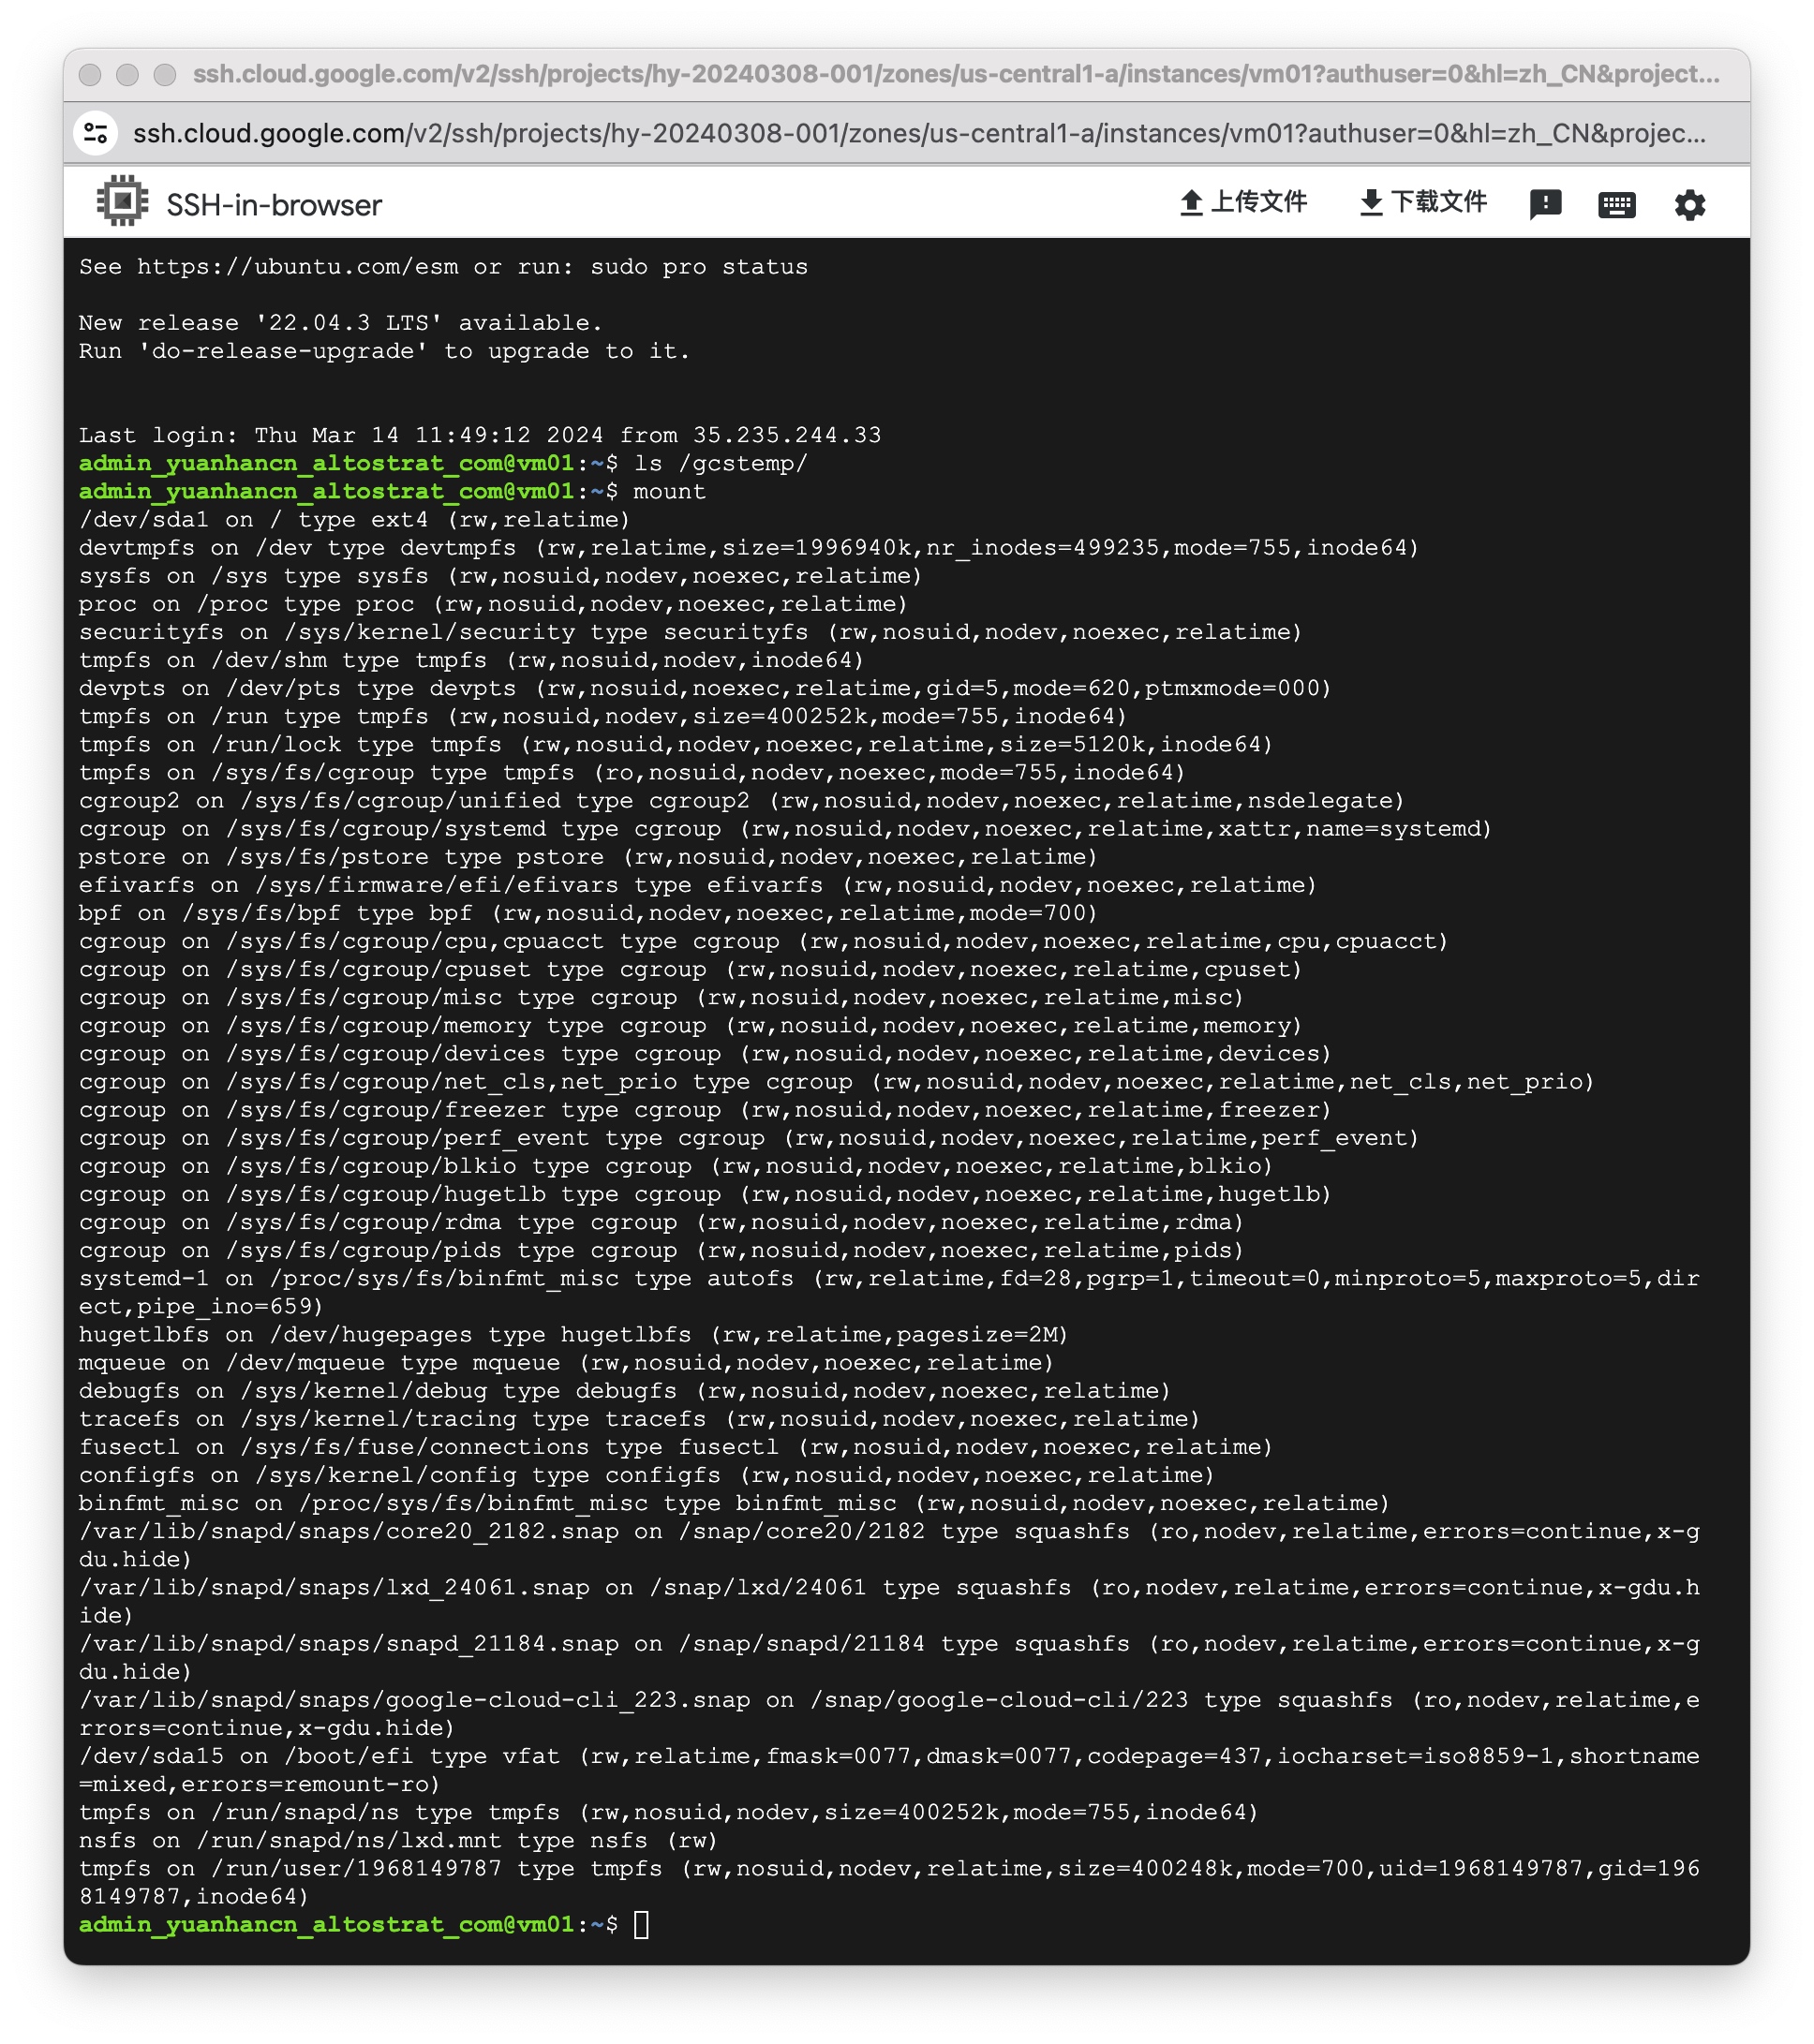 ssh.cloud.google.com/v2/ssh/projects/hy-20240308-001/zones/us-central1-a/instances/vm01?authuser=0&hl=zh_CN&project...
ssh.cloud.google.com/v2/ssh/projects/hy-20240308-001/zones/us-central1-a/instances/vm01?authuser=0&hl=zh_CN&projec...
SSH-in-browser 上传文件 下载文件
See https://ubuntu.com/esm or run: sudo pro status
New release '22.04.3 LTS' available.
Run 'do-release-upgrade' to upgrade to it.
Last login: Thu Mar 14 11:49:12 2024 from 35.235.244.33
admin_yuanhancn_altostrat_com@vm01:~$ ls /gcstemp/
admin_yuanhancn_altostrat_com@vm01:~$ mount
/dev/sda1 on / type ext4 (rw,relatime)
devtmpfs on /dev type devtmpfs (rw,relatime,size=1996940k,nr_inodes=499235,mode=755,inode64)
sysfs on /sys type sysfs (rw,nosuid,nodev,noexec,relatime)
proc on /proc type proc (rw,nosuid,nodev,noexec,relatime)
securityfs on /sys/kernel/security type securityfs (rw,nosuid,nodev,noexec,relatime)
tmpfs on /dev/shm type tmpfs (rw,nosuid,nodev,inode64)
devpts on /dev/pts type devpts (rw,nosuid,noexec,relatime,gid=5,mode=620,ptmxmode=000)
tmpfs on /run type tmpfs (rw,nosuid,nodev,size=400252k,mode=755,inode64)
tmpfs on /run/lock type tmpfs (rw,nosuid,nodev,noexec,relatime,size=5120k,inode64)
tmpfs on /sys/fs/cgroup type tmpfs (ro,nosuid,nodev,noexec,mode=755,inode64)
cgroup2 on /sys/fs/cgroup/unified type cgroup2 (rw,nosuid,nodev,noexec,relatime,nsdelegate)
cgroup on /sys/fs/cgroup/systemd type cgroup (rw,nosuid,nodev,noexec,relatime,xattr,name=systemd)
pstore on /sys/fs/pstore type pstore (rw,nosuid,nodev,noexec,relatime)
efivarfs on /sys/firmware/efi/efivars type efivarfs (rw,nosuid,nodev,noexec,relatime)
bpf on /sys/fs/bpf type bpf (rw,nosuid,nodev,noexec,relatime,mode=700)
cgroup on /sys/fs/cgroup/cpu,cpuacct type cgroup (rw,nosuid,nodev,noexec,relatime,cpu,cpuacct)
cgroup on /sys/fs/cgroup/cpuset type cgroup (rw,nosuid,nodev,noexec,relatime,cpuset)
cgroup on /sys/fs/cgroup/misc type cgroup (rw,nosuid,nodev,noexec,relatime,misc)
cgroup on /sys/fs/cgroup/memory type cgroup (rw,nosuid,nodev,noexec,relatime,memory)
cgroup on /sys/fs/cgroup/devices type cgroup (rw,nosuid,nodev,noexec,relatime,devices)
cgroup on /sys/fs/cgroup/net_cls,net_prio type cgroup (rw,nosuid,nodev,noexec,relatime,net_cls,net_prio)
cgroup on /sys/fs/cgroup/freezer type cgroup (rw,nosuid,nodev,noexec,relatime,freezer)
cgroup on /sys/fs/cgroup/perf_event type cgroup (rw,nosuid,nodev,noexec,relatime,perf_event)
cgroup on /sys/fs/cgroup/blkio type cgroup (rw,nosuid,nodev,noexec,relatime,blkio)
cgroup on /sys/fs/cgroup/hugetlb type cgroup (rw,nosuid,nodev,noexec,relatime,hugetlb)
cgroup on /sys/fs/cgroup/rdma type cgroup (rw,nosuid,nodev,noexec,relatime,rdma)
cgroup on /sys/fs/cgroup/pids type cgroup (rw,nosuid,nodev,noexec,relatime,pids)
systemd-1 on /proc/sys/fs/binfmt_misc type autofs (rw,relatime,fd=28,pgrp=1,timeout=0,minproto=5,maxproto=5,dir
ect,pipe_ino=659)
hugetlbfs on /dev/hugepages type hugetlbfs (rw,relatime,pagesize=2M)
mqueue on /dev/mqueue type mqueue (rw,nosuid,nodev,noexec,relatime)
debugfs on /sys/kernel/debug type debugfs (rw,nosuid,nodev,noexec,relatime)
tracefs on /sys/kernel/tracing type tracefs (rw,nosuid,nodev,noexec,relatime)
fusectl on /sys/fs/fuse/connections type fusectl (rw,nosuid,nodev,noexec,relatime)
configfs on /sys/kernel/config type configfs (rw,nosuid,nodev,noexec,relatime)
binfmt_misc on /proc/sys/fs/binfmt_misc type binfmt_misc (rw,nosuid,nodev,noexec,relatime)
/var/lib/snapd/snaps/core20_2182.snap on /snap/core20/2182 type squashfs (ro,nodev,relatime,errors=continue,x-g
du.hide)
/var/lib/snapd/snaps/lxd_24061.snap on /snap/lxd/24061 type squashfs (ro,nodev,relatime,errors=continue,x-gdu.h
ide)
/var/lib/snapd/snaps/snapd_21184.snap on /snap/snapd/21184 type squashfs (ro,nodev,relatime,errors=continue,x-g
du.hide)
/var/lib/snapd/snaps/google-cloud-cli_223.snap on /snap/google-cloud-cli/223 type squashfs (ro,nodev,relatime,e
rrors=continue,x-gdu.hide)
/dev/sda15 on /boot/efi type vfat (rw,relatime,fmask=0077,dmask=0077,codepage=437,iocharset=iso8859-1,shortname
=mixed,errors=remount-ro)
tmpfs on /run/snapd/ns type tmpfs (rw,nosuid,nodev,size=400252k,mode=755,inode64)
nsfs on /run/snapd/ns/lxd.mnt type nsfs (rw)
tmpfs on /run/user/1968149787 type tmpfs (rw,nosuid,nodev,relatime,size=400248k,mode=700,uid=1968149787,gid=196
8149787,inode64)
admin_yuanhancn_altostrat_com@vm01:~$